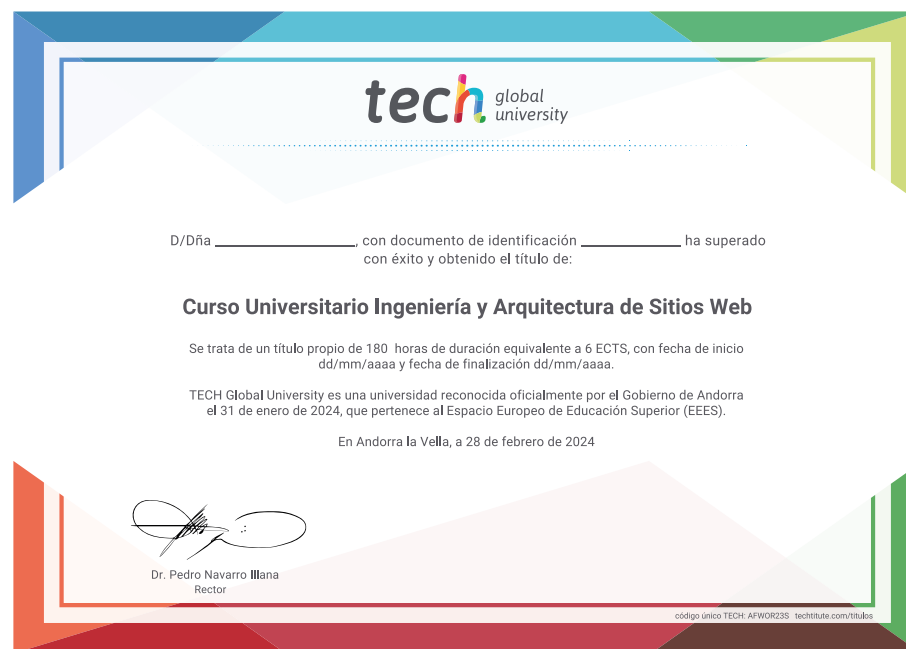 tech global university
D/Dña ____________, con documento de identificación ____________ ha superado
con éxito y obtenido el título de:
Curso Universitario Ingeniería y Arquitectura de Sitios Web
Se trata de un título propio de 180 horas de duración equivalente a 6 ECTS, con fecha de inicio
dd/mm/aaaa y fecha de finalización dd/mm/aaaa.
TECH Global University es una universidad reconocida oficialmente por el Gobierno de Andorra
el 31 de enero de 2024, que pertenece al Espacio Europeo de Educación Superior (EEES).
En Andorra la Vella, a 28 de febrero de 2024
Dr. Pedro Navarro Illana
Rector
código único TECH: AFWOR23S techtitute.com/titulos